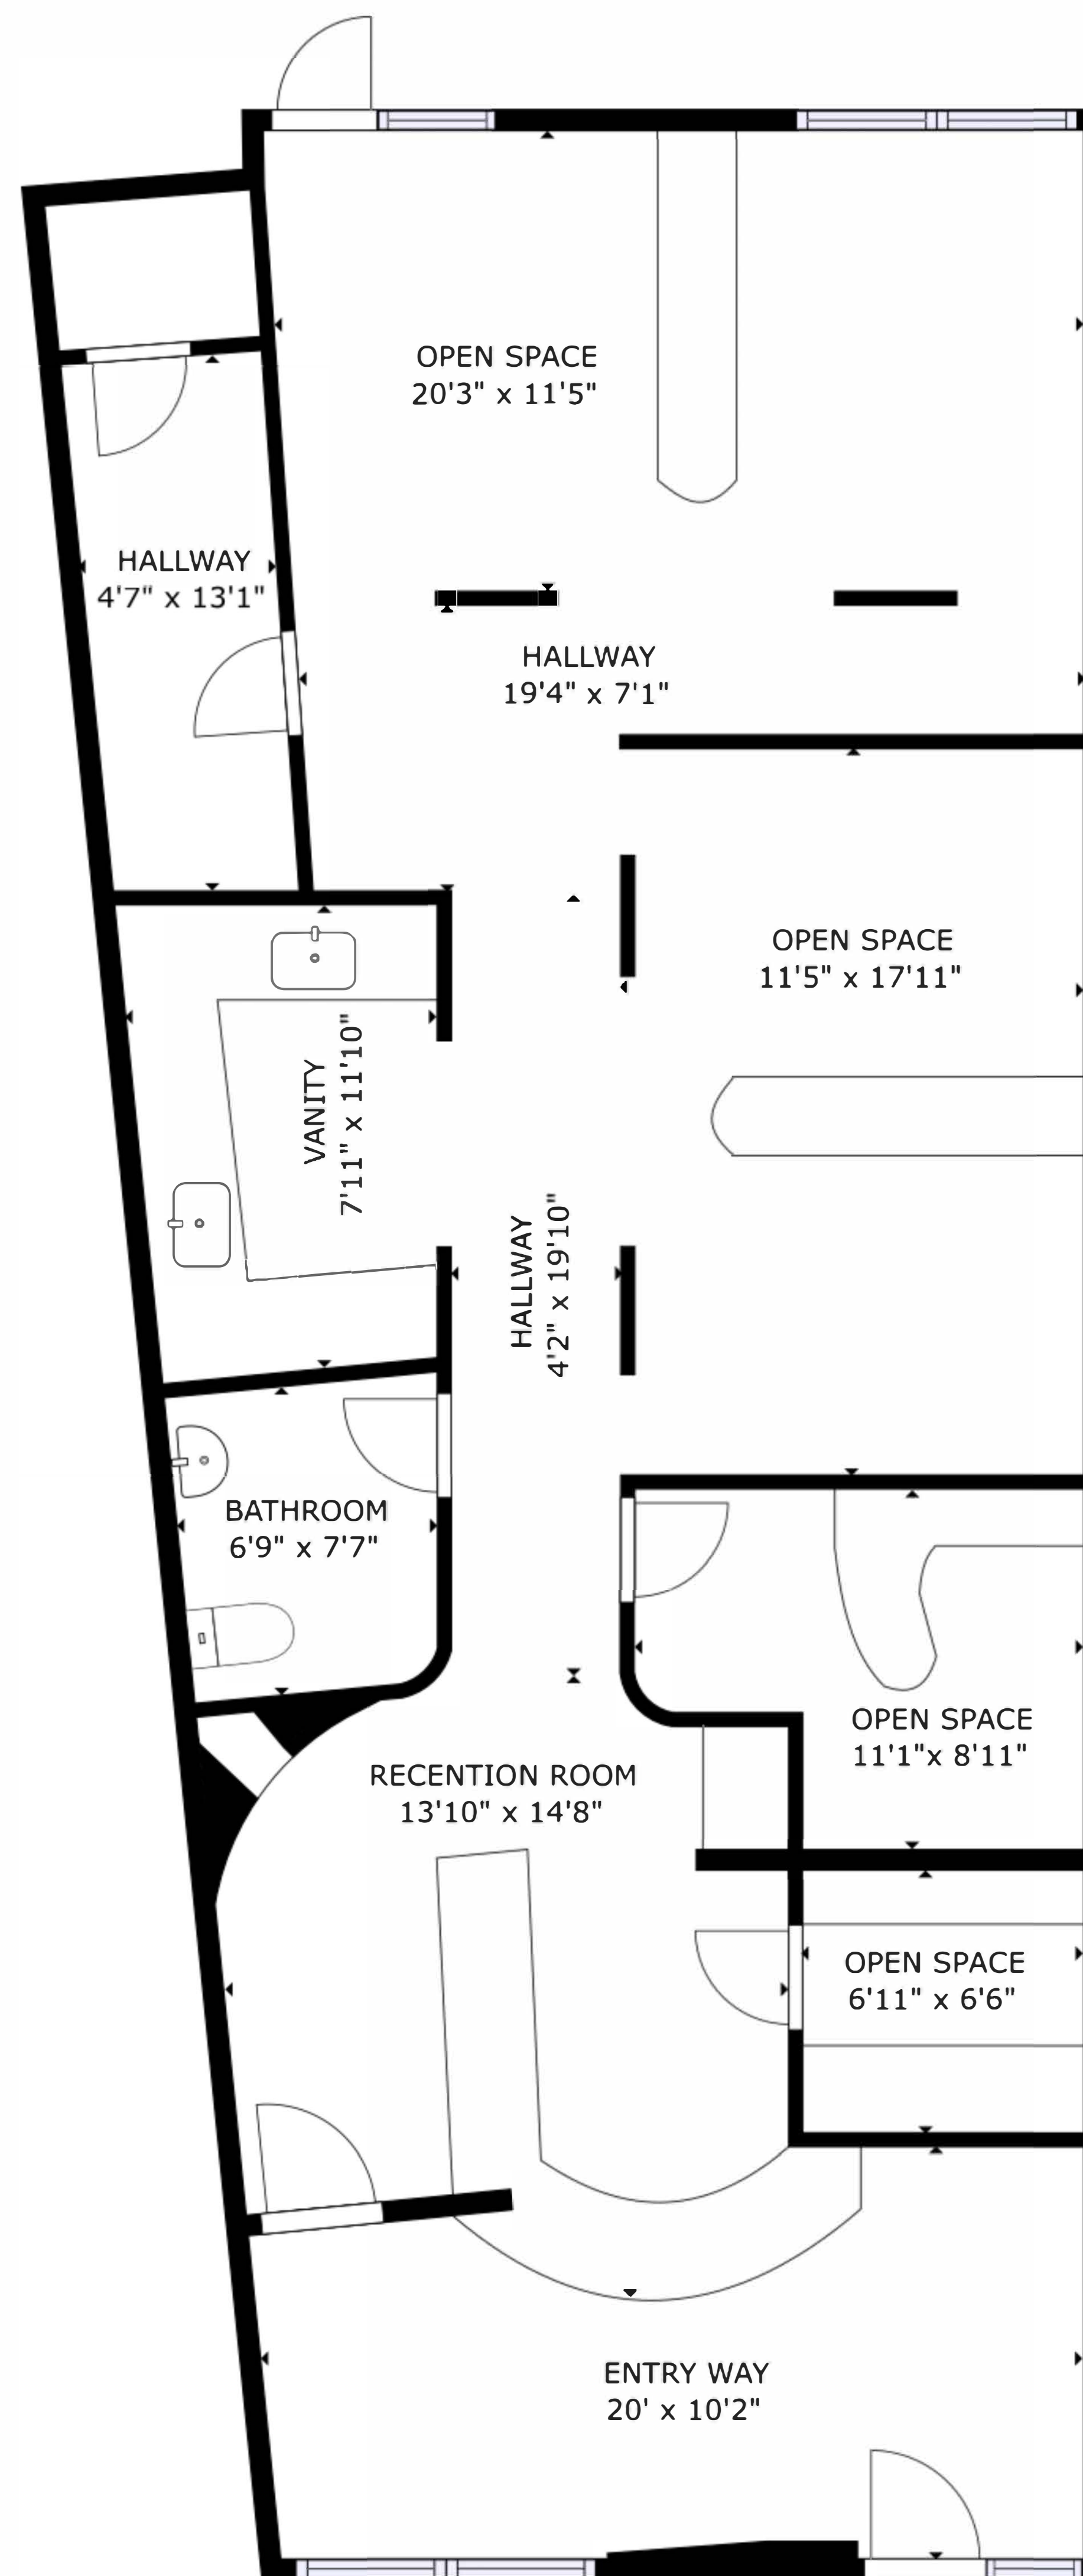 OPEN SPACE
20'3" x 11'5"
HALLWAY
4'7" x 13'1"
HALLWAY
19'4" x 7'1"
OPEN SPACE
11'5" x 17'11"
VANITY
7'11" x 11'10"
HALLWAY
4'2" x 19'10"
BATHROOM
6'9" x 7'7"
OPEN SPACE
11'1"x 8'11"
RECENTION ROOM
13'10" x 14'8"
OPEN SPACE
6'11" x 6'6"
ENTRY WAY
20' x 10'2"